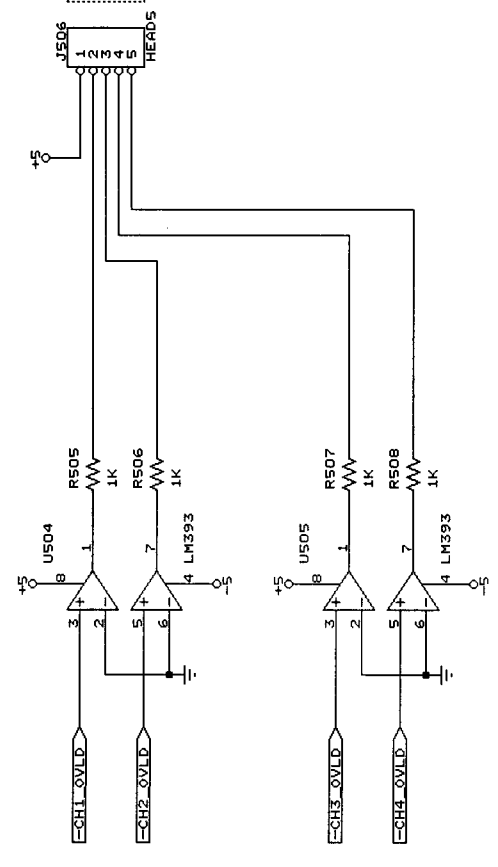 J506
1
2
3
4
5
HEAD5
+5
R505
1K
R506
1K
R507
1K
R508
1K
U504
+5
8
1
7
LM393
4
-5
3
+
2
-
5
+
6
-
U505
+5
8
1
7
LM393
4
-5
3
+
2
-
5
+
6
-
-CH1_OVLD
-CH2_OVLD
-CH3_OVLD
-CH4_OVLD